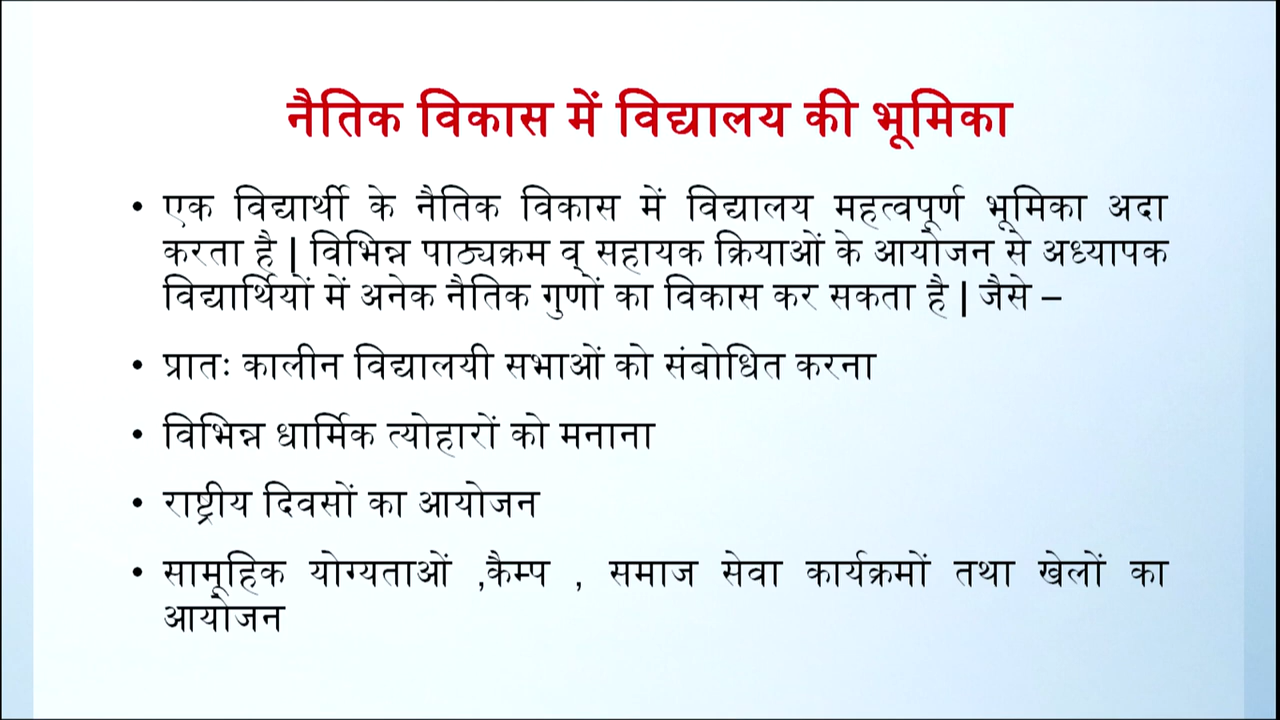 नैतिक विकास में विद्यालय की भूमिका
• एक विद्यार्थी के नैतिक विकास में विद्यालय महत्वपूर्ण भूमिका अदा
करता है | विभिन्न पाठ्यक्रम व् सहायक क्रियाओं के आयोजन से अध्यापक
विद्यार्थियों में अनेक नैतिक गुणों का विकास कर सकता है | जैसे –
• प्रातः कालीन विद्यालयी सभाओं को संबोधित करना
• विभिन्न धार्मिक त्योहारों को मनाना
• राष्ट्रीय दिवसों का आयोजन
• सामूहिक योग्यताओं ,कैम्प , समाज सेवा कार्यक्रमों तथा खेलों का
आयोजन